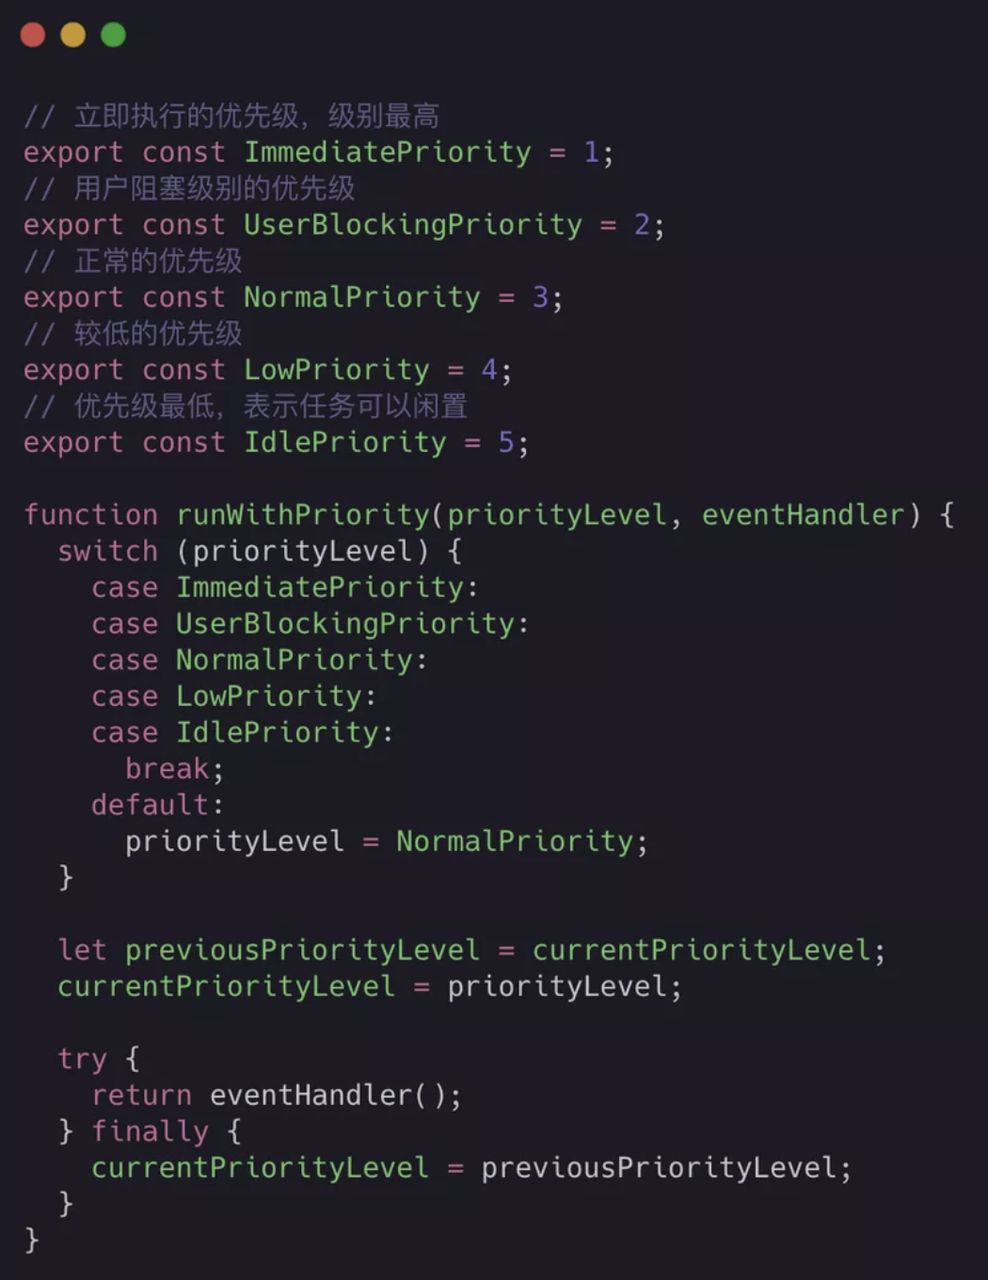 // 立即执行的优先级，级别最高
export const ImmediatePriority = 1;
// 用户阻塞级别的优先级
export const UserBlockingPriority = 2;
// 正常的优先级
export const NormalPriority = 3;
// 较低的优先级
export const LowPriority = 4;
// 优先级最低，表示任务可以闲置
export const IdlePriority = 5;

function runWithPriority(priorityLevel, eventHandler) {
  switch (priorityLevel) {
    case ImmediatePriority:
    case UserBlockingPriority:
    case NormalPriority:
    case LowPriority:
    case IdlePriority:
      break;
    default:
      priorityLevel = NormalPriority;
  }

  let previousPriorityLevel = currentPriorityLevel;
  currentPriorityLevel = priorityLevel;

  try {
    return eventHandler();
  } finally {
    currentPriorityLevel = previousPriorityLevel;
  }
}